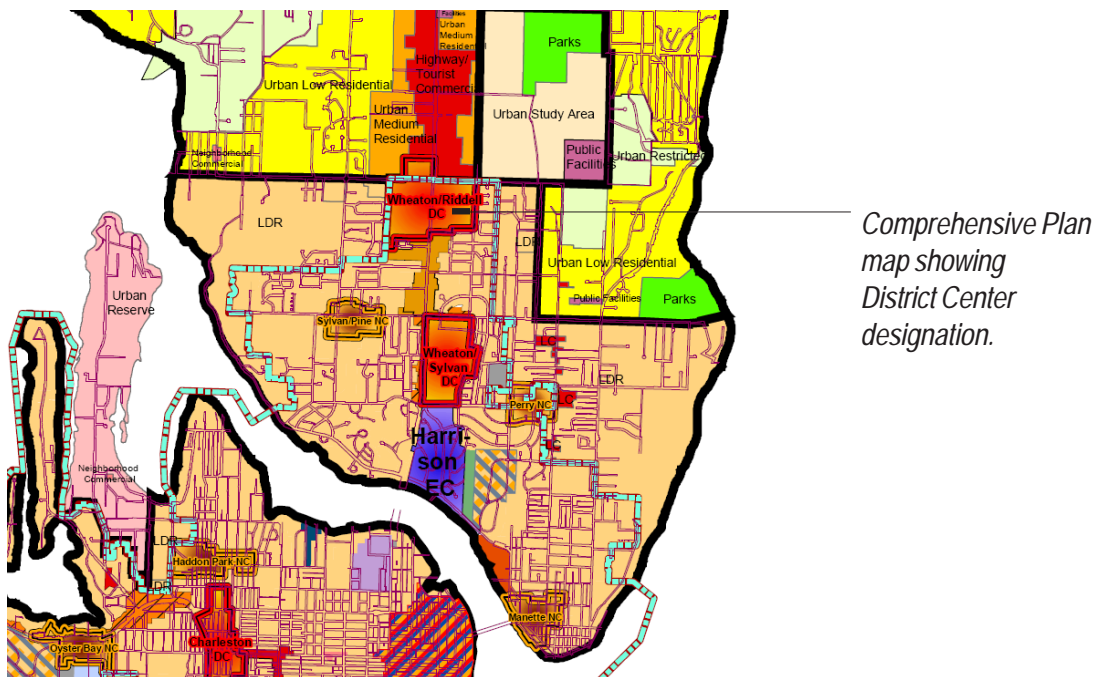 Facilities
Urban
Medium
Residential
Parks
Highway/
Tourist
Commercial
Urban Low Residential
Urban
Medium
Residential
Urban Study Area
Public
Facilities
Urban Restricted
Neighborhood
Commercial
Wheaton/Riddell
DC
LDR
LDR
Comprehensive Plan
map showing
District Center
designation.
Urban Low Residential
Public Facilities
Parks
Urban
Reserve
Sylvan/Pine NC
Wheaton/
Sylvan
DC
LC
LDR
LC
Perry NC
Harri-
son
EC
LC
Neighborhood
Commercial
LDR
Haddon Park NC
LDR
Manette NC
Charleston
DC
Oyster Bay NC